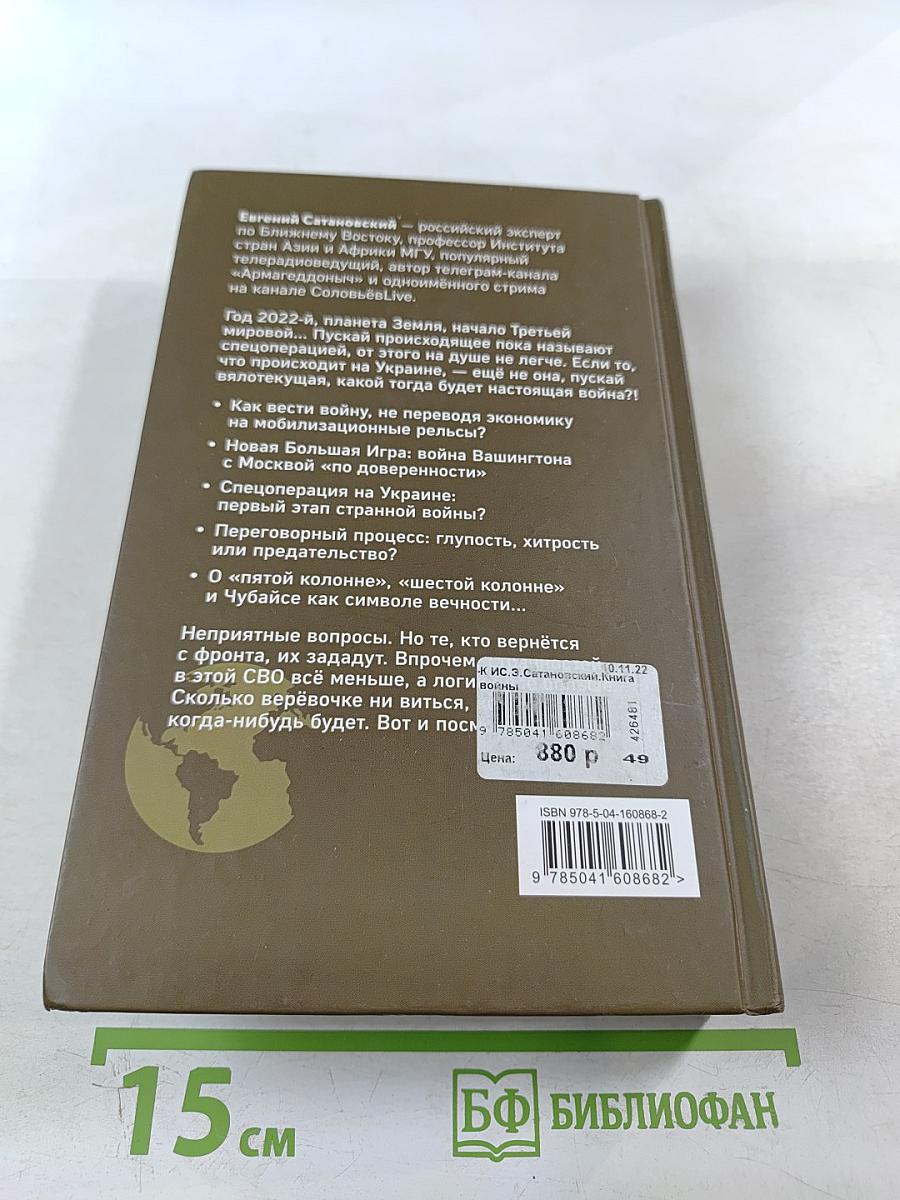 Евгений Сатановский — российский эксперт
по Ближнему Востоку, профессор Института
стран Азии и Африки МГУ, популярный
телерадиоведущий, автор телеграм-канала
«Армагеддоныч» и одноимённого стрима
на канале СоловьёвLive.
Год 2022-й, планета Земля, начало Третьей
мировой... Пускай происходящее пока называют
спецоперацией, от этого на душе не легче. Если то,
что происходит на Украине, — ещё не она, пускай
вялотекущая, какой тогда будет настоящая война?!
• Как вести войну, не переводя экономику
на мобилизационные рельсы?
• Новая Большая Игра: война Вашингтона
с Москвой «по доверенности»
• Спецоперация на Украине:
первый этап странной войны?
• Переговорный процесс: глупость, хитрость
или предательство?
• О «пятой колонне», «шестой колонне»
и Чубайсе как символе вечности...
Неприятные вопросы. Но те, кто вернётся
с фронта, их зададут. Впрочем
в этой СВО всё меньше, а
Сколько верёвочке ни виться,
когда-нибудь будет. Вот и
10.11.22
-К ИС.Э.Сатановский.Книга
войны
9 785041 608682
426481
Цена: 880 р 49
ISBN 978-5-04-160868-2
9 785041 608682 >
15 см
БФ БИБЛИОФАН